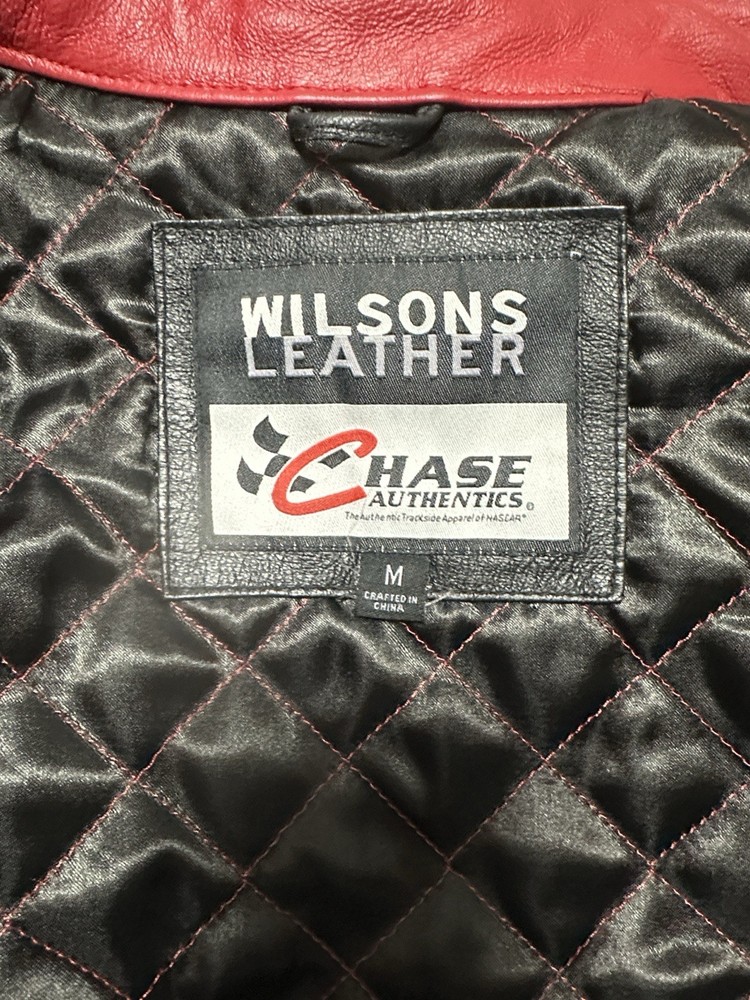 WILSONS
LEATHER
CHASE
AUTHENTICS®
The Authentic Trackside Apparel of NASCAR®
M
CRAFTED IN
CHINA